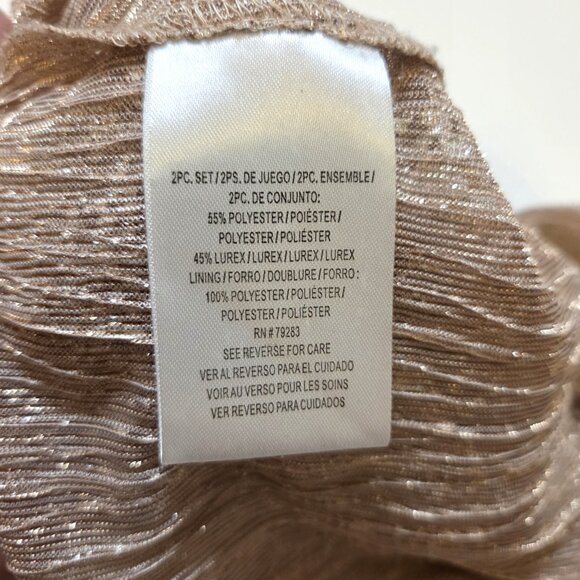 2PC. SET / 2PS. DE JUEGO / 2PC. ENSEMBLE /
2PC. DE CONJUNTO:
55% POLYESTER / POIÉSTER /
POLYESTER / POLIÉSTER
45% LUREX / LUREX / LUREX / LUREX
LINING / FORRO / DOUBLURE / FORRO :
100% POLYESTER / POIÉSTER /
POLYESTER / POLIÉSTER
RN # 79283
SEE REVERSE FOR CARE
VER AL REVERSO PARA EL CUIDADO
VOIR AU VERSO POUR LES SOINS
VER REVERSO PARA CUIDADOS